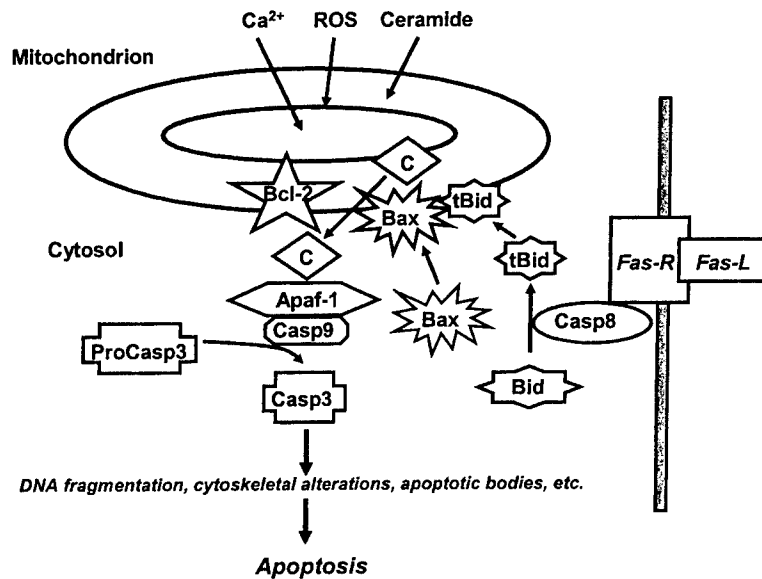 Ca²⁺ ROS Ceramide
Mitochondrion
C
Bcl-2
Bax
tBid
Cytosol
C
tBid
Fas-R
Fas-L
Apaf-1
Bax
Casp9
Casp8
ProCasp3
Casp3
Bid
DNA fragmentation, cytoskeletal alterations, apoptotic bodies, etc.
Apoptosis